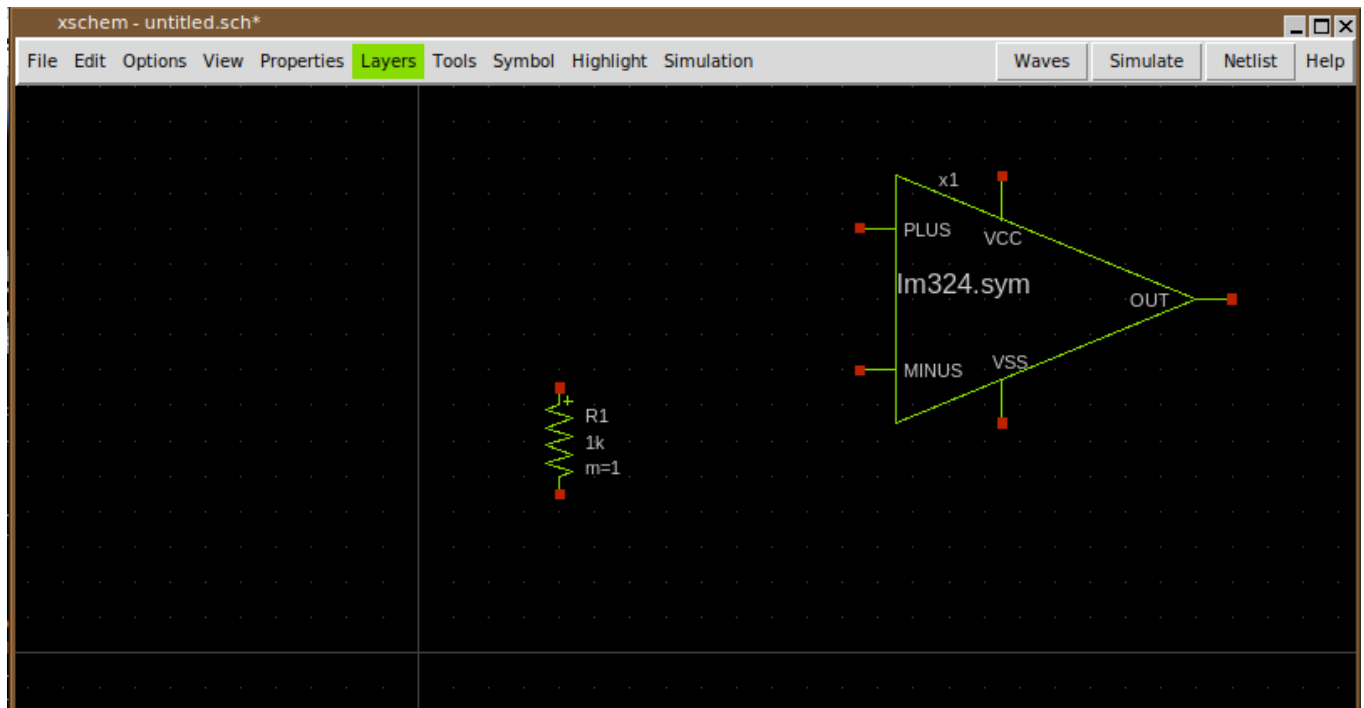 xschem - untitled.sch*
File Edit Options View Properties Layers Tools Symbol Highlight Simulation Waves Simulate Netlist Help
x1
PLUS
VCC
lm324.sym
OUT
VSS
MINUS
+
R1
1k
m=1